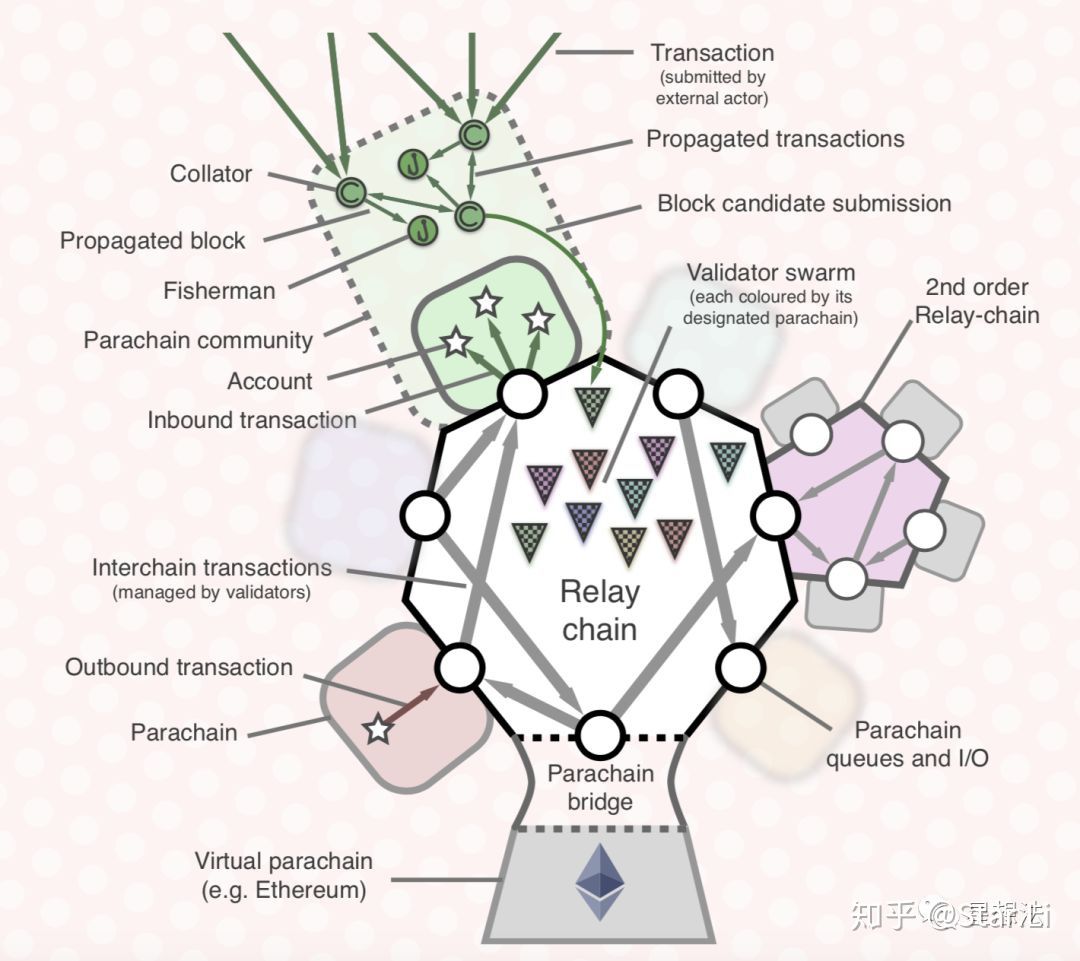 Transaction
(submitted by
external actor)
Propagated transactions
Collator
C
J
C
C
J
Block candidate submission
Propagated block
Validator swarm
(each coloured by its
designated parachain)
2nd order
Relay-chain
Fisherman
Parachain community
Account
Inbound transaction
Interchain transactions
(managed by validators)
Relay
chain
Outbound transaction
Parachain
Parachain
queues and I/O
Parachain
bridge
Virtual parachain
(e.g. Ethereum)
知乎